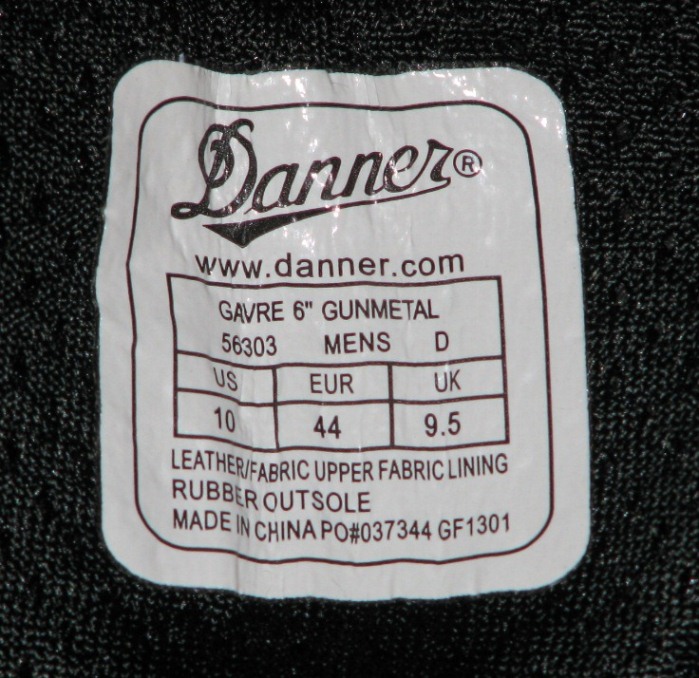 Danner®
www.danner.com
GAVRE 6" GUNMETAL
56303 MENS D
US EUR UK
10 44 9.5
LEATHER/FABRIC UPPER FABRIC LINING
RUBBER OUTSOLE
MADE IN CHINA PO#037344 GF1301